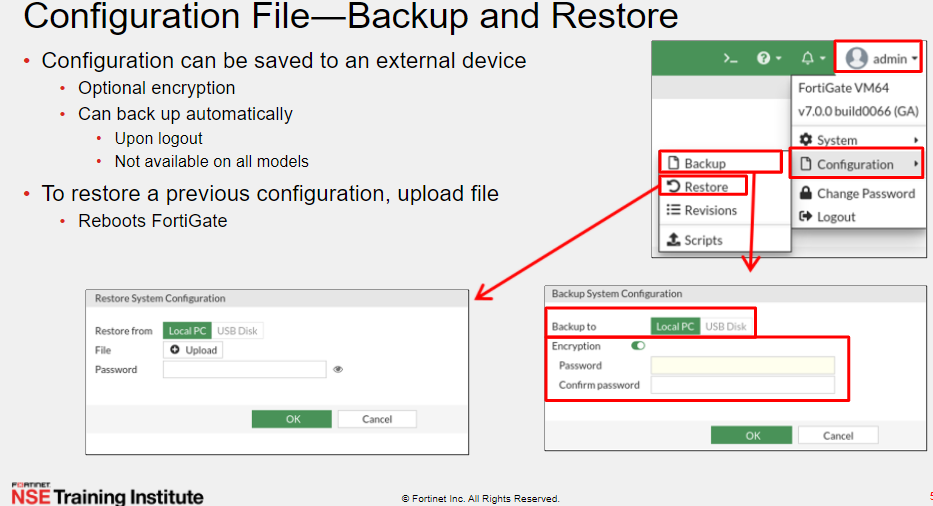 Configuration File—Backup and Restore
• Configuration can be saved to an external device
• Optional encryption
• Can back up automatically
• Upon logout
• Not available on all models
• To restore a previous configuration, upload file
• Reboots FortiGate
>_
admin
FortiGate VM64
v7.0.0 build0066 (GA)
System
Configuration
Change Password
Logout
Backup
Restore
Revisions
Scripts
Restore System Configuration
Restore from Local PC USB Disk
File Upload
Password
OK Cancel
Backup System Configuration
Backup to Local PC USB Disk
Encryption
Password
Confirm password
OK Cancel
FORTINET
NSE Training Institute
© Fortinet Inc. All Rights Reserved.